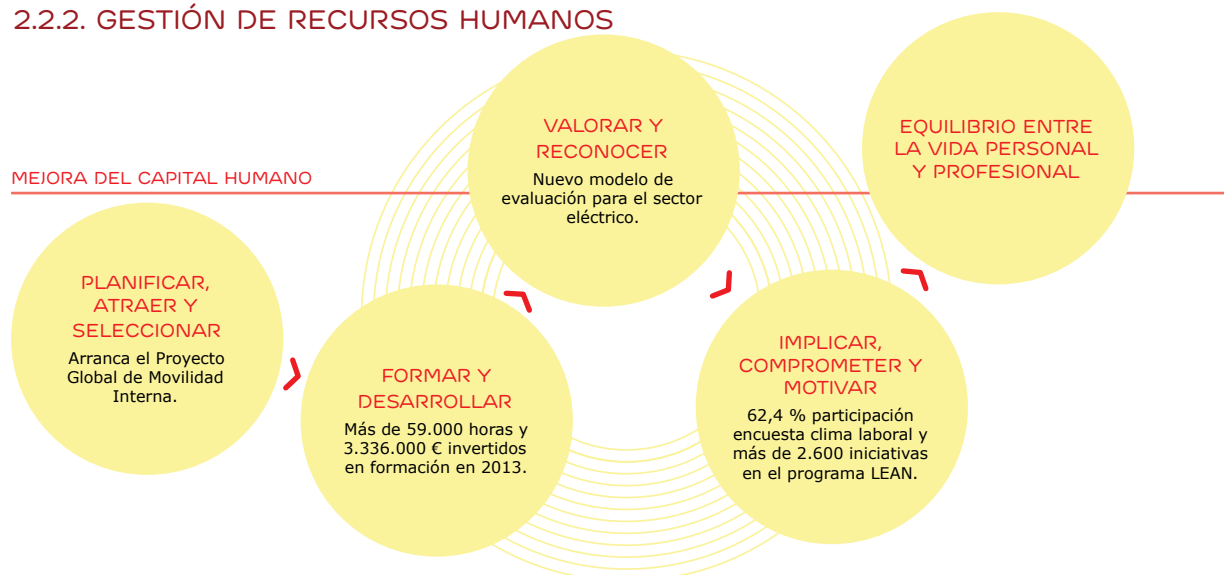 2.2.2. GESTIÓN DE RECURSOS HUMANOS
MEJORA DEL CAPITAL HUMANO
PLANIFICAR,
ATRAER Y
SELECCIONAR
Arranca el Proyecto
Global de Movilidad
Interna.
FORMAR Y
DESARROLLAR
Más de 59.000 horas y
3.336.000 € invertidos
en formación en 2013.
VALORAR Y
RECONOCER
Nuevo modelo de
evaluación para el sector
eléctrico.
IMPLICAR,
COMPROMETER Y
MOTIVAR
62,4 % participación
encuesta clima laboral y
más de 2.600 iniciativas
en el programa LEAN.
EQUILIBRIO ENTRE
LA VIDA PERSONAL
Y PROFESIONAL